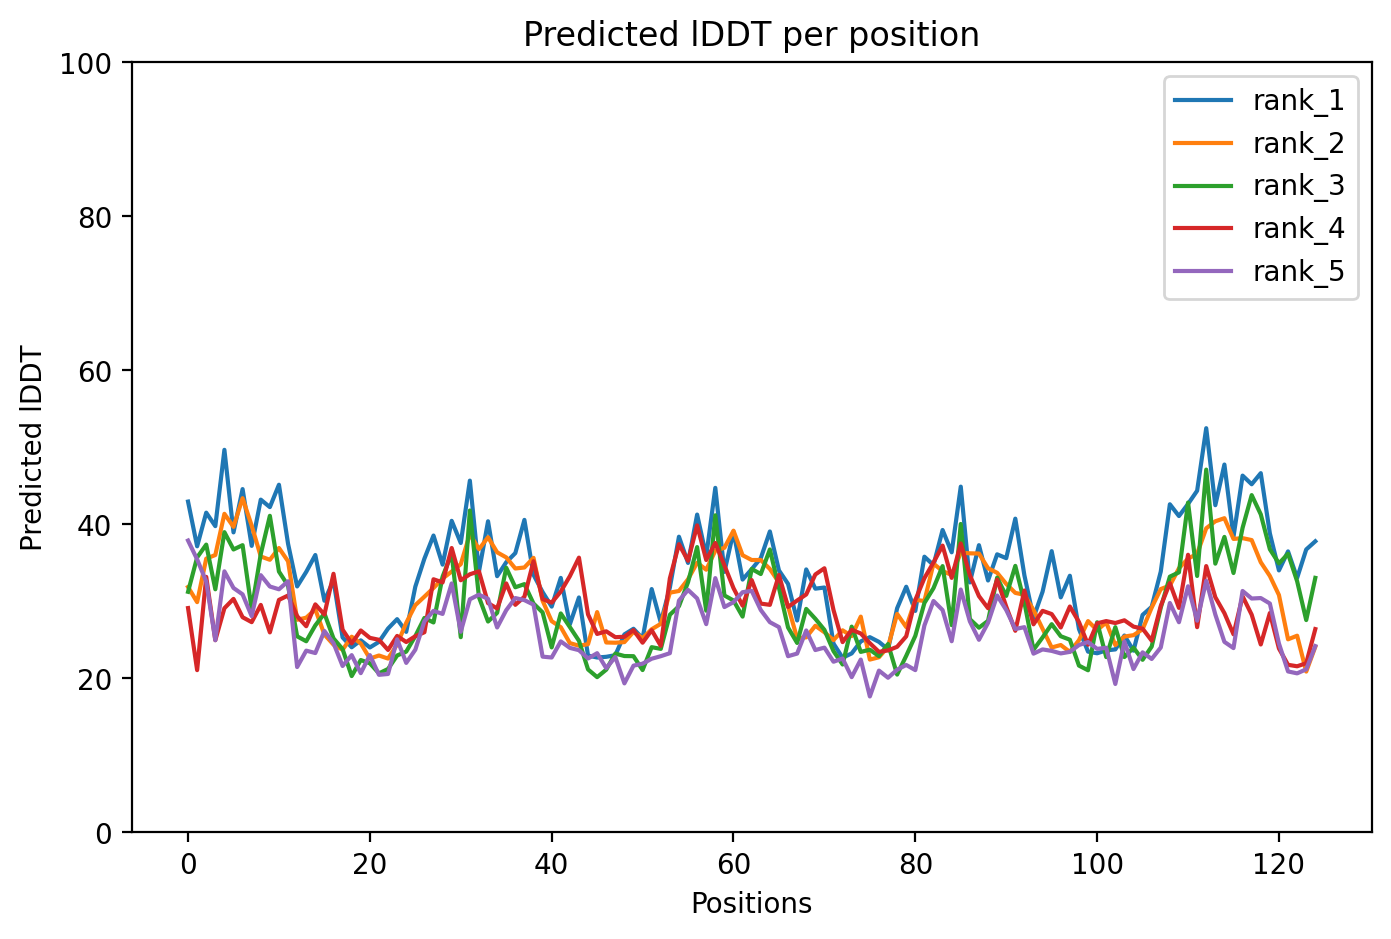 Predicted lDDT per position
100
80
60
40
20
0
Predicted lDDT
0 20 40 60 80 100 120
Positions
rank_1
rank_2
rank_3
rank_4
rank_5